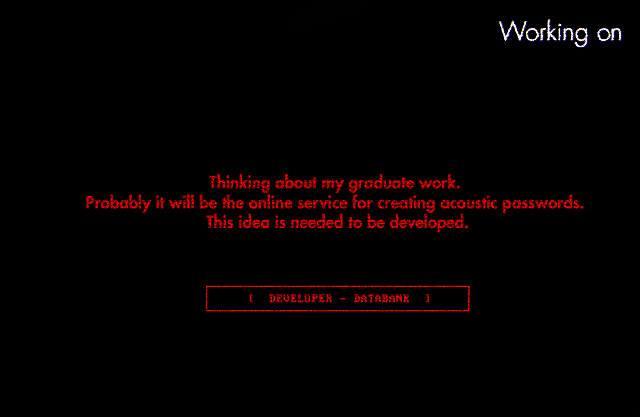 Working on
Thinking about my graduate work.
Probably it will be the online service for creating acoustic passwords.
This idea is needed to be developed.
[ DEVELOPER - DATABANK ]